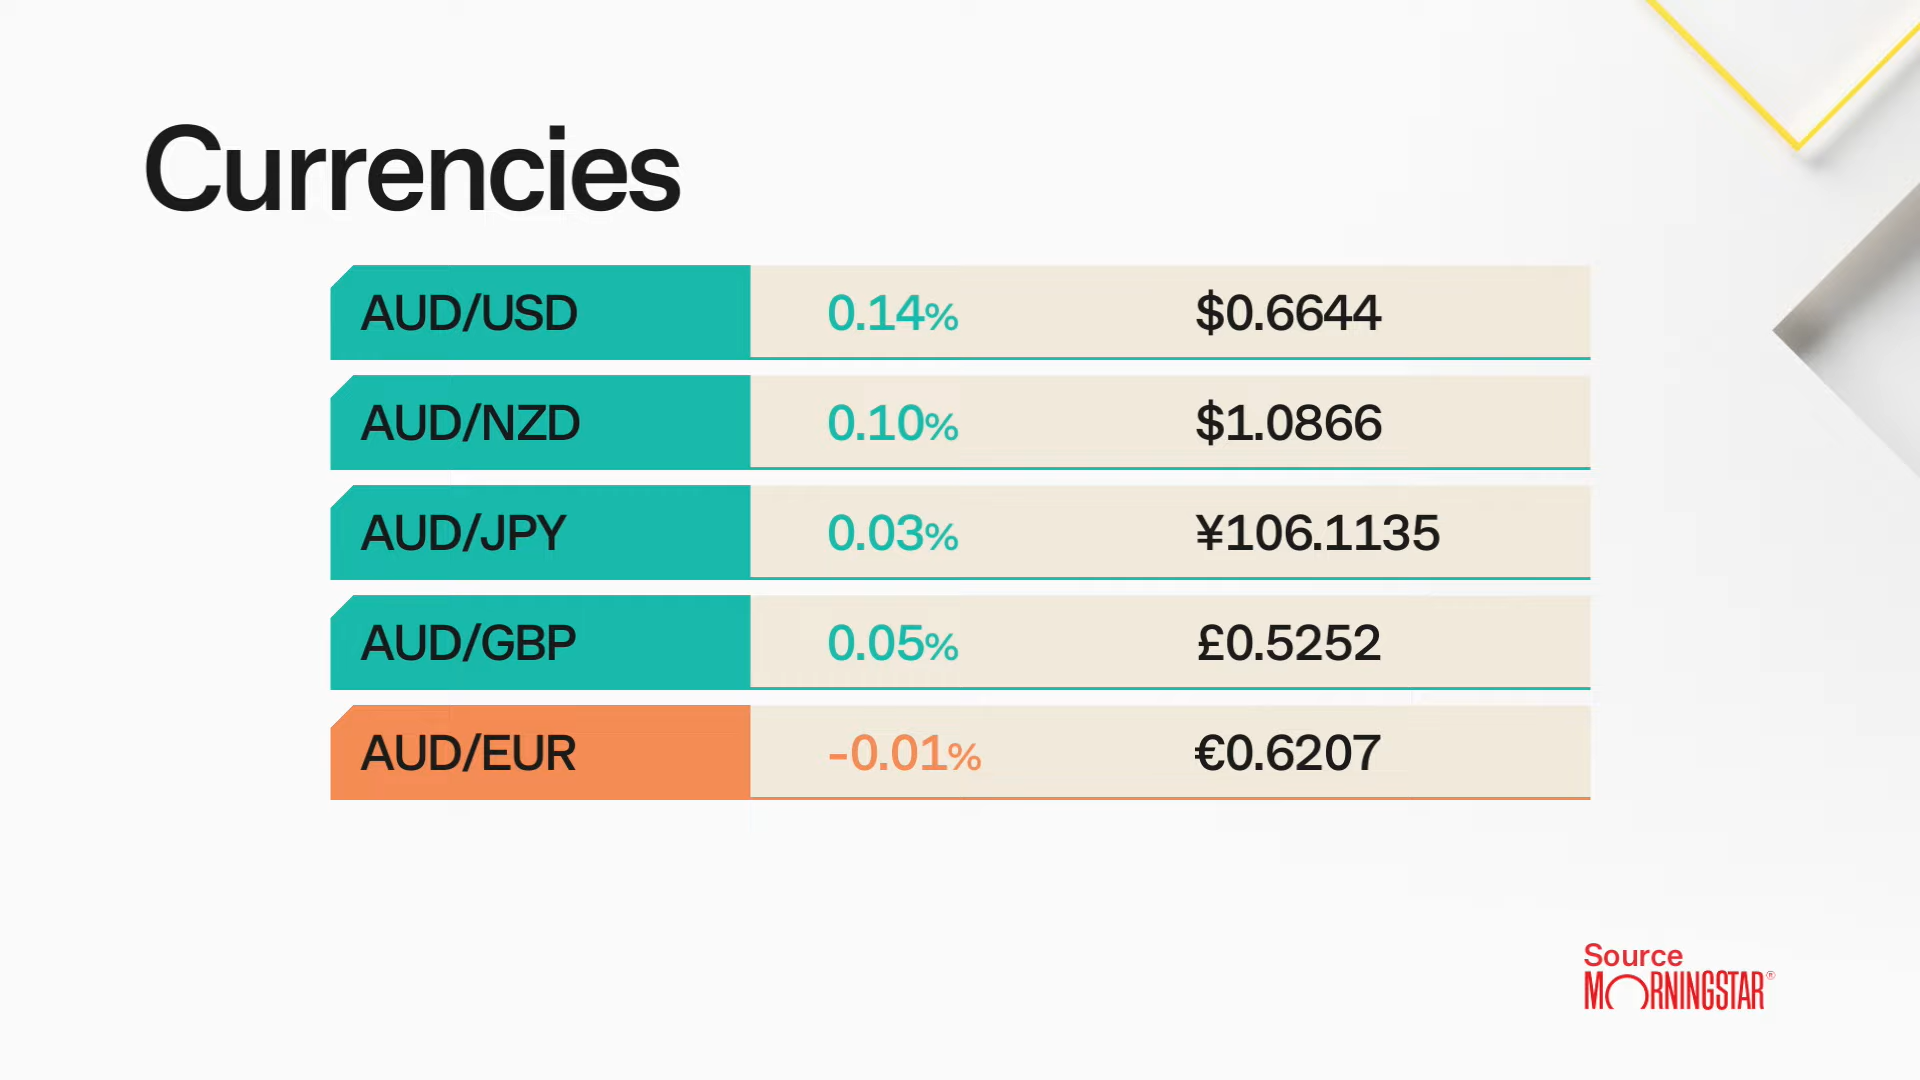 Currencies
AUD/USD 0.14% $0.6644
AUD/NZD 0.10% $1.0866
AUD/JPY 0.03% ¥106.1135
AUD/GBP 0.05% £0.5252
AUD/EUR -0.01% €0.6207
Source
MORNINGSTAR®